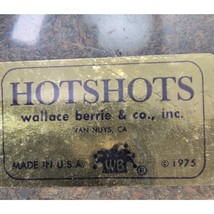 HOTSHOTS
wallace berrie & co., inc.
VAN NUYS, CA
MADE IN U.S.A. WB ® © 1975